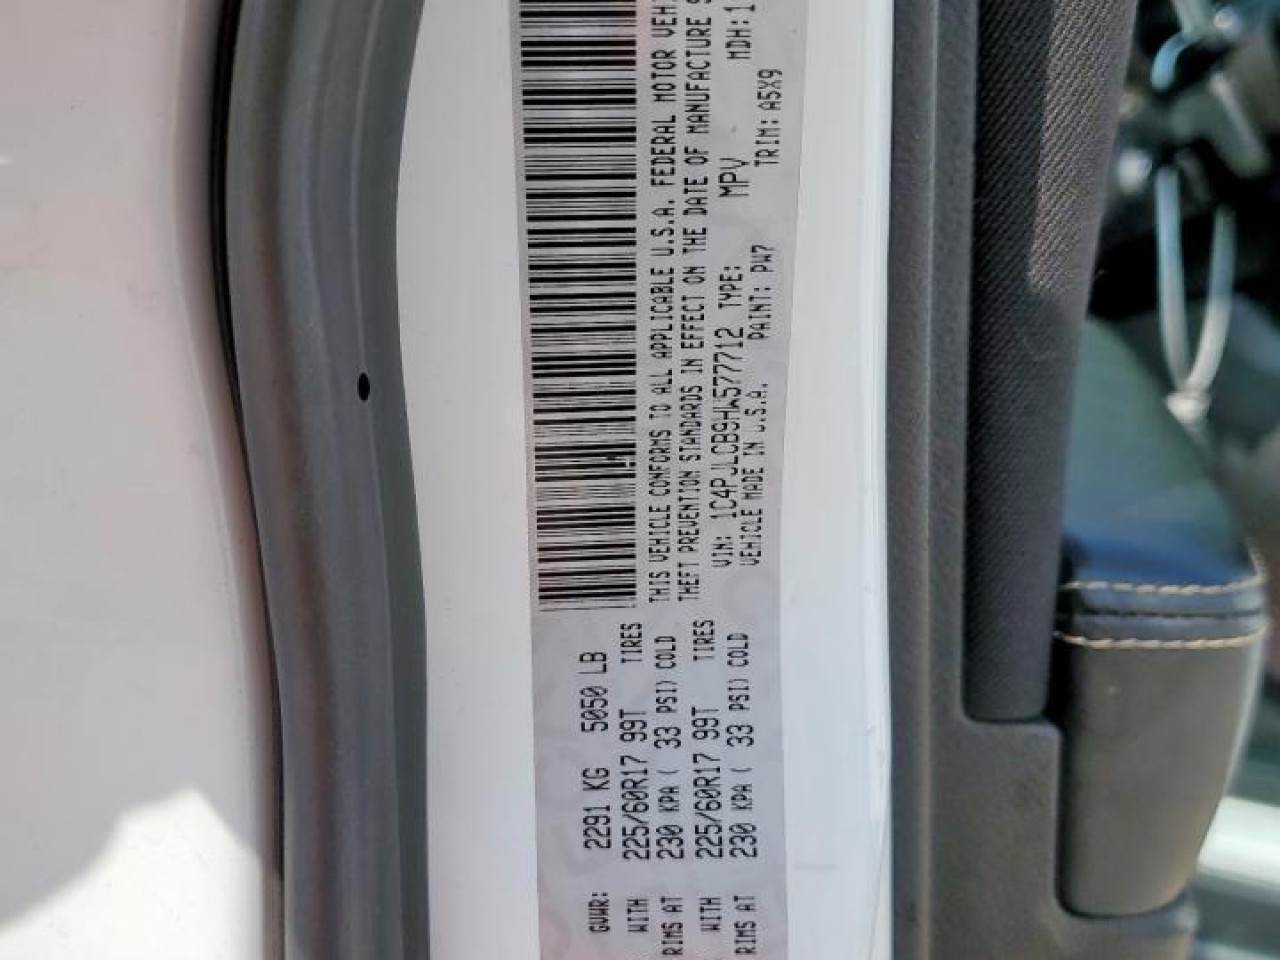 GVWR: 2291 KG 5050 LB
WITH 225/60R17 99T TIRES
RIMS AT 230 KPA ( 33 PSI) COLD
WITH 225/60R17 99T TIRES
RIMS AT 230 KPA ( 33 PSI) COLD
THIS VEHICLE CONFORMS TO ALL APPLICABLE U.S.A. FEDERAL MOTOR
THEFT PREVENTION STANDARDS IN EFFECT ON THE DATE OF MANUFACTURE
VIN: 1C4PJLCB9HW577712 TYPE: MPV MDH:
VEHICLE MADE IN U.S.A. PAINT: PW7 TRIM: A5X9